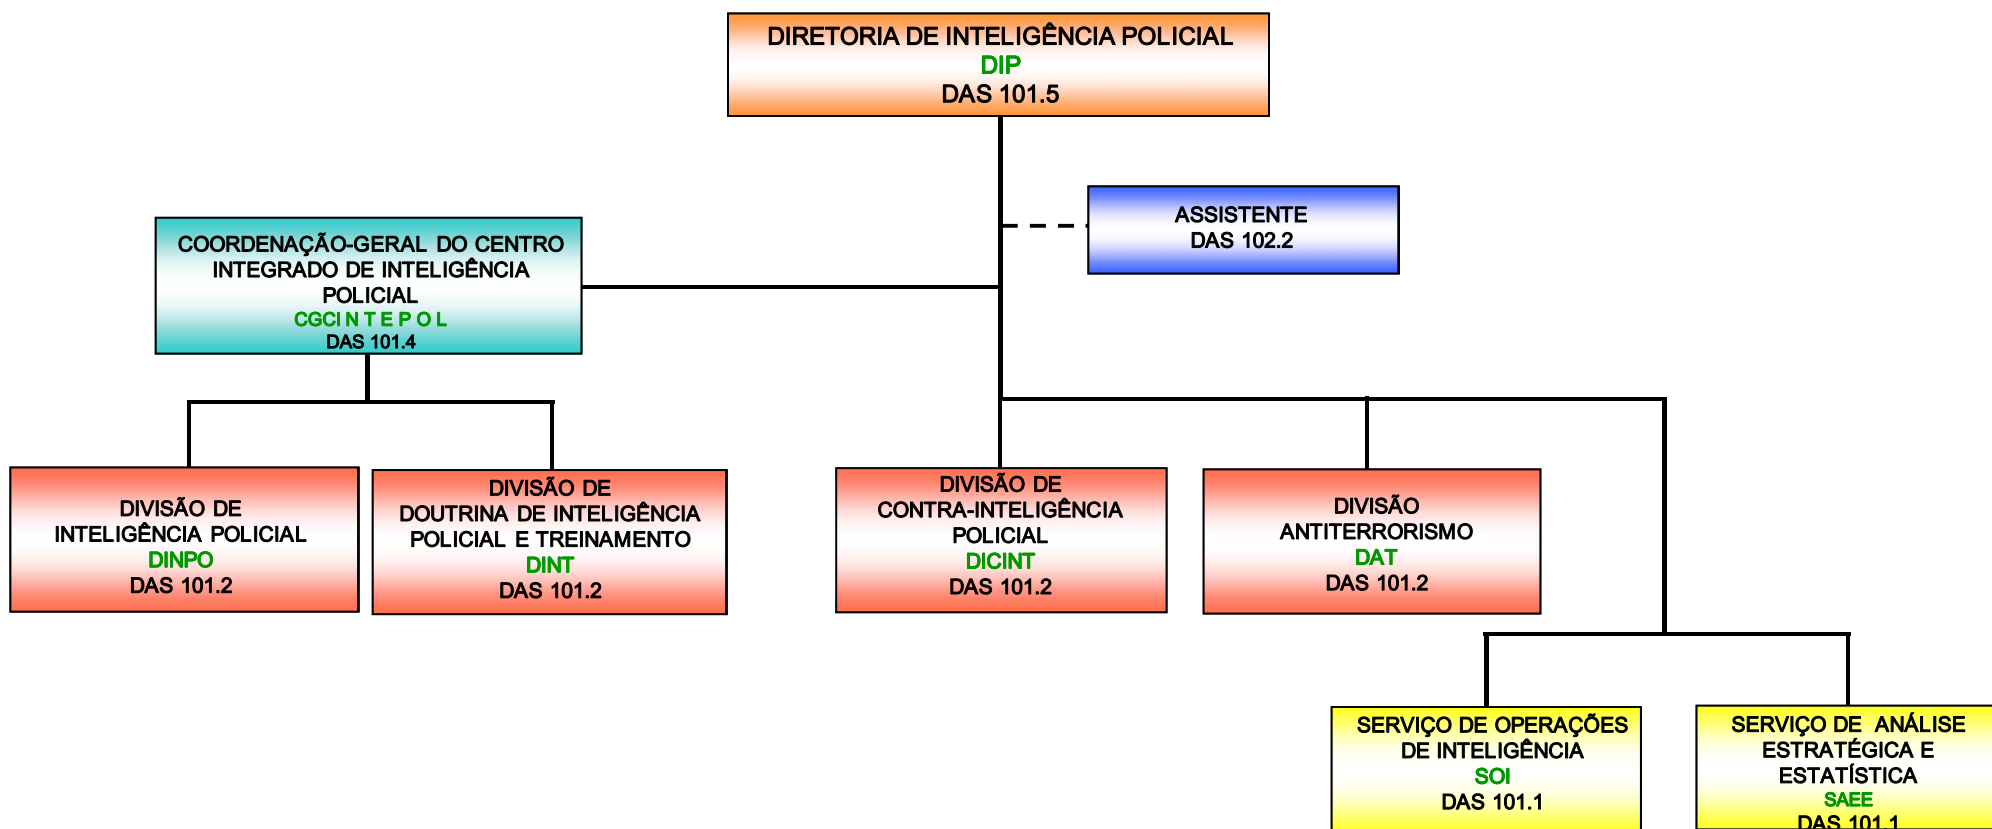 DIRETORIA DE INTELIGÊNCIA POLICIAL
DIP
DAS 101.5
ASSISTENTE
DAS 102.2
COORDENAÇÃO-GERAL DO CENTRO
INTEGRADO DE INTELIGÊNCIA
POLICIAL
CGCINTEPOL
DAS 101.4
DIVISÃO DE
INTELIGÊNCIA POLICIAL
DINPO
DAS 101.2
DIVISÃO DE
DOUTRINA DE INTELIGÊNCIA
POLICIAL E TREINAMENTO
DINT
DAS 101.2
DIVISÃO DE
CONTRA-INTELIGÊNCIA
POLICIAL
DICINT
DAS 101.2
DIVISÃO
ANTITERRORISMO
DAT
DAS 101.2
SERVIÇO DE OPERAÇÕES
DE INTELIGÊNCIA
SOI
DAS 101.1
SERVIÇO DE ANÁLISE
ESTRATÉGICA E
ESTATÍSTICA
SAEE
DAS 101.1